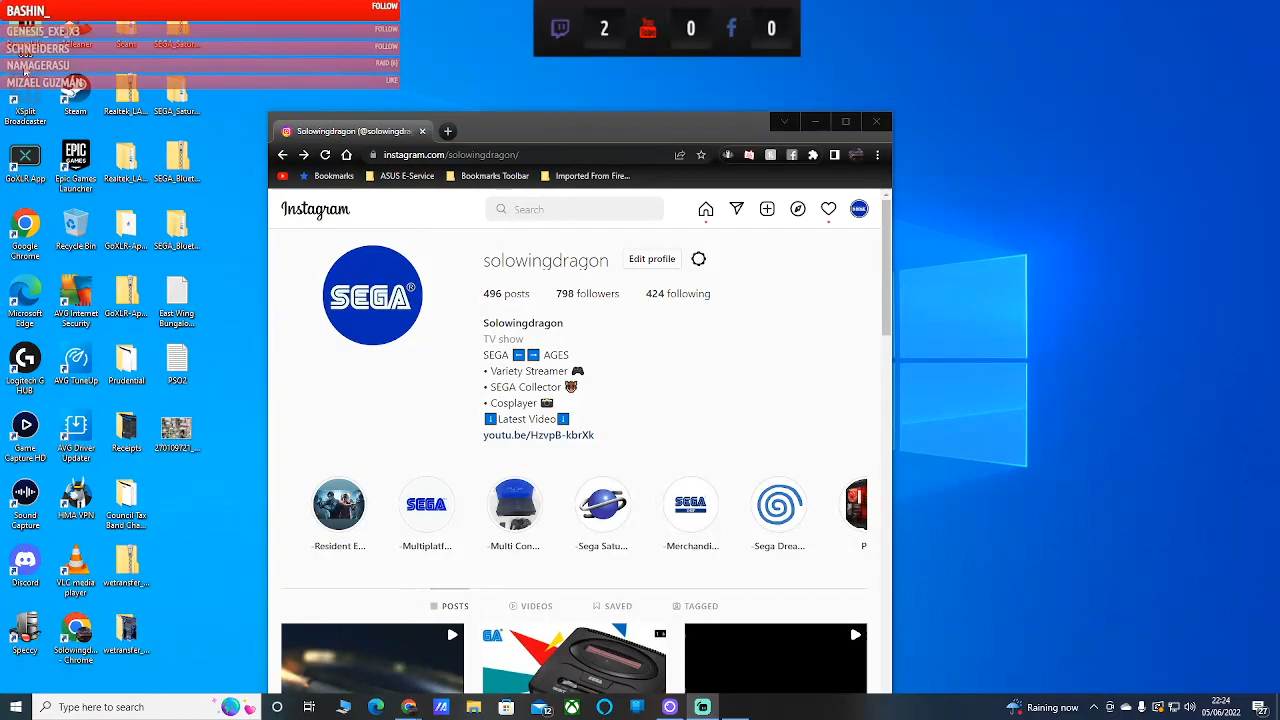 BASHIN_ FOLLOW
GENESIS_EXE_X3 FOLLOW
SCHNEIDERRS FOLLOW
NAMAGERASU RAID (6)
MIZAEL GUZMÁN LIKE
2 0 0
XSplit Broadcaster
Steam
Realtek_LA...
SEGA_Satur...
GoXLR App
Epic Games Launcher
Realtek_LA...
SEGA_Bluet...
Google Chrome
Recycle Bin
GoXLR-Ap...
SEGA_Bluet...
Microsoft Edge
AVG Internet Security
GoXLR-Ap...
East Wing Bungalo...
Logitech G HUB
AVG TuneUp
Prudential
PSO2
Game Capture HD
AVG Driver Updater
Receipts
270109721_...
Sound Capture
HMA VPN
Council Tax Band Cha...
Discord
VLC media player
wetransfer_...
Speccy
Solowingd... - Chrome
wetransfer_...
Solowingdragon (@solowingdra
instagram.com/solowingdragon/
Bookmarks ASUS E-Service Bookmarks Toolbar Imported From Fire...
Instagram Search
SEGA®
solowingdragon Edit profile
496 posts 798 followers 424 following
Solowingdragon
TV show
SEGA ⬅️➡️ AGES
• Variety Streamer 🎮
• SEGA Collector 🐯
• Cosplayer 📷
⬇️Latest Video⬇️
youtu.be/HzvpB-kbrXk
-Resident E... -Multiplatf... -Multi Con... -Sega Satu... -Merchandi... -Sega Drea... P
POSTS VIDEOS SAVED TAGGED
Type here to search
12
Raining now
22:24
05/06/2022